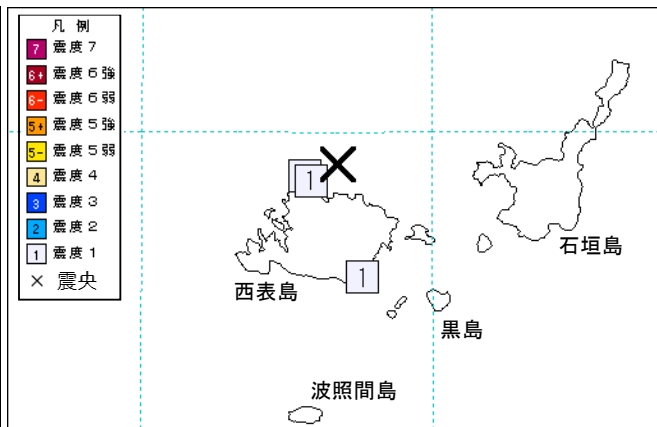 凡 例
7 震度７
6+ 震度６強
6- 震度６弱
5+ 震度５強
5- 震度５弱
4 震度４
3 震度３
2 震度２
1 震度１
× 震央
1
1
石垣島
西表島
黒島
波照間島